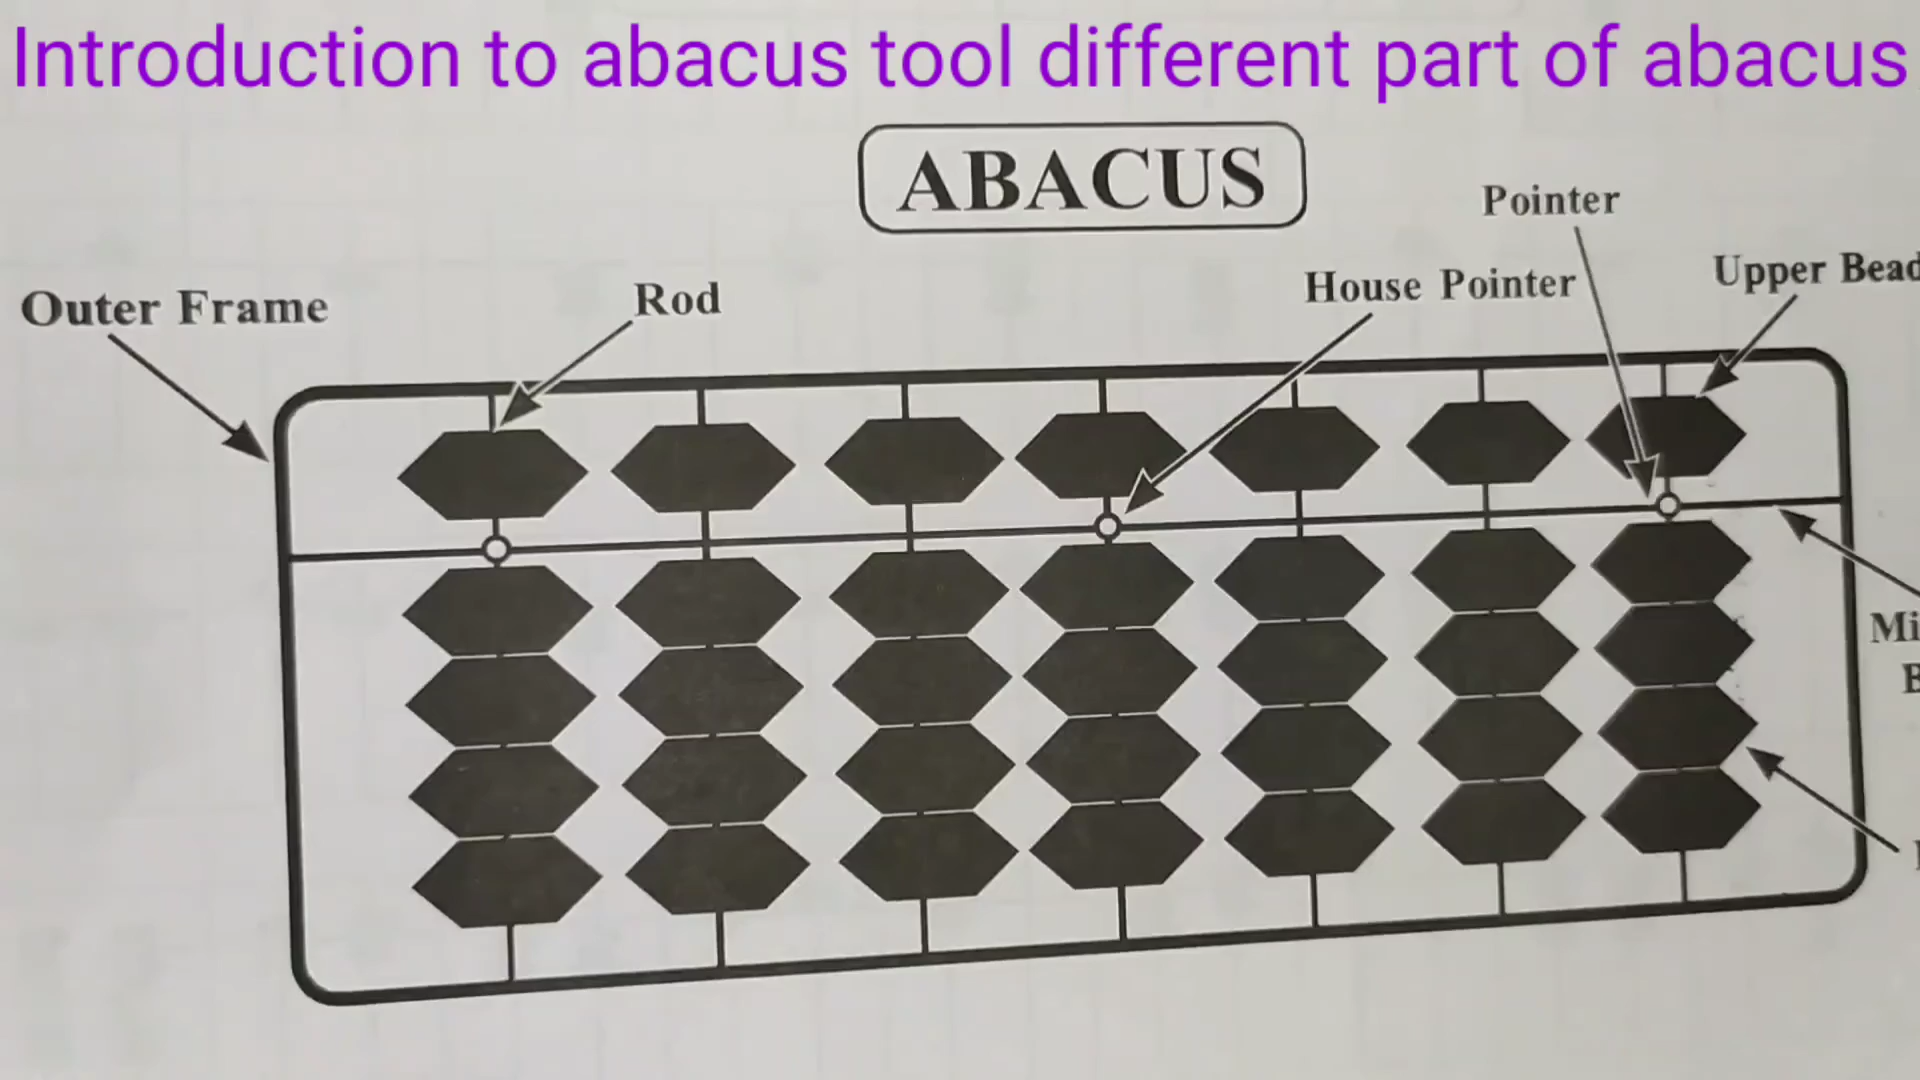 Introduction to abacus tool different part of abacus
ABACUS
Pointer
Upper Bead
House Pointer
Rod
Outer Frame